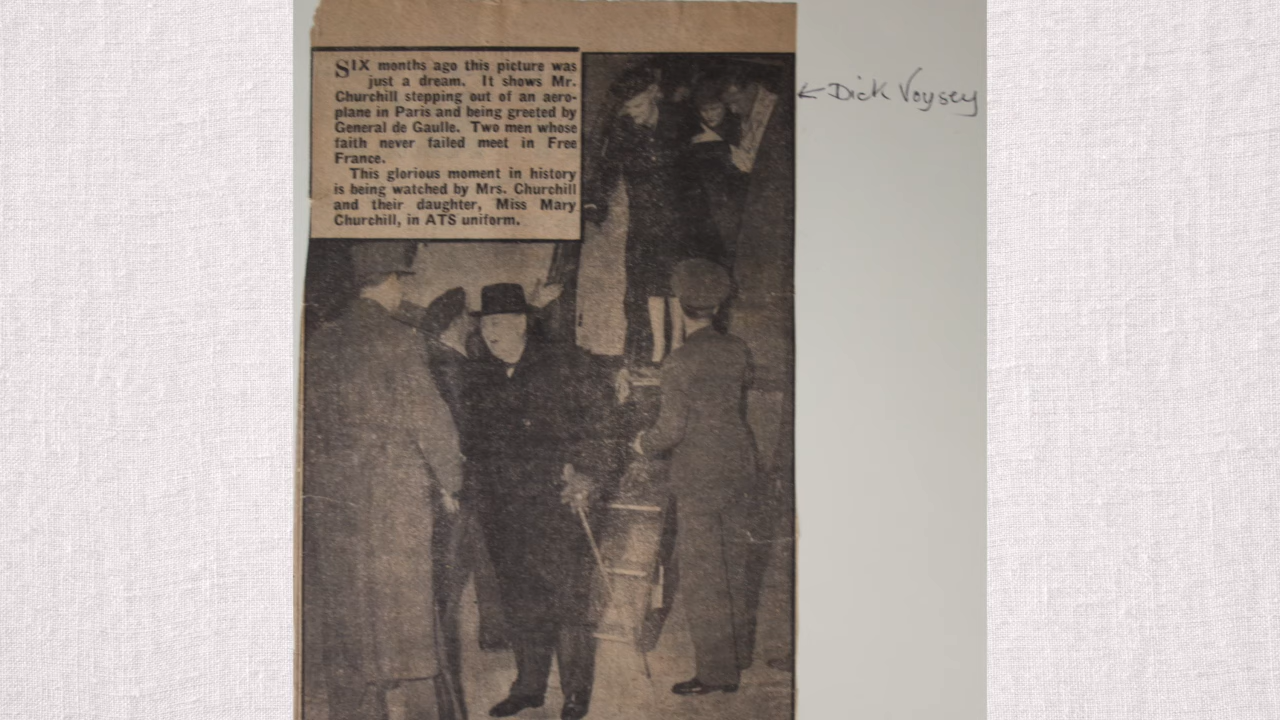 SIX months ago this picture was
just a dream. It shows Mr.
Churchill stepping out of an aero-
plane in Paris and being greeted by
General de Gaulle. Two men whose
faith never failed meet in Free
France.
This glorious moment in history
is being watched by Mrs. Churchill
and their daughter, Miss Mary
Churchill, in ATS uniform.
← Dick Voysey